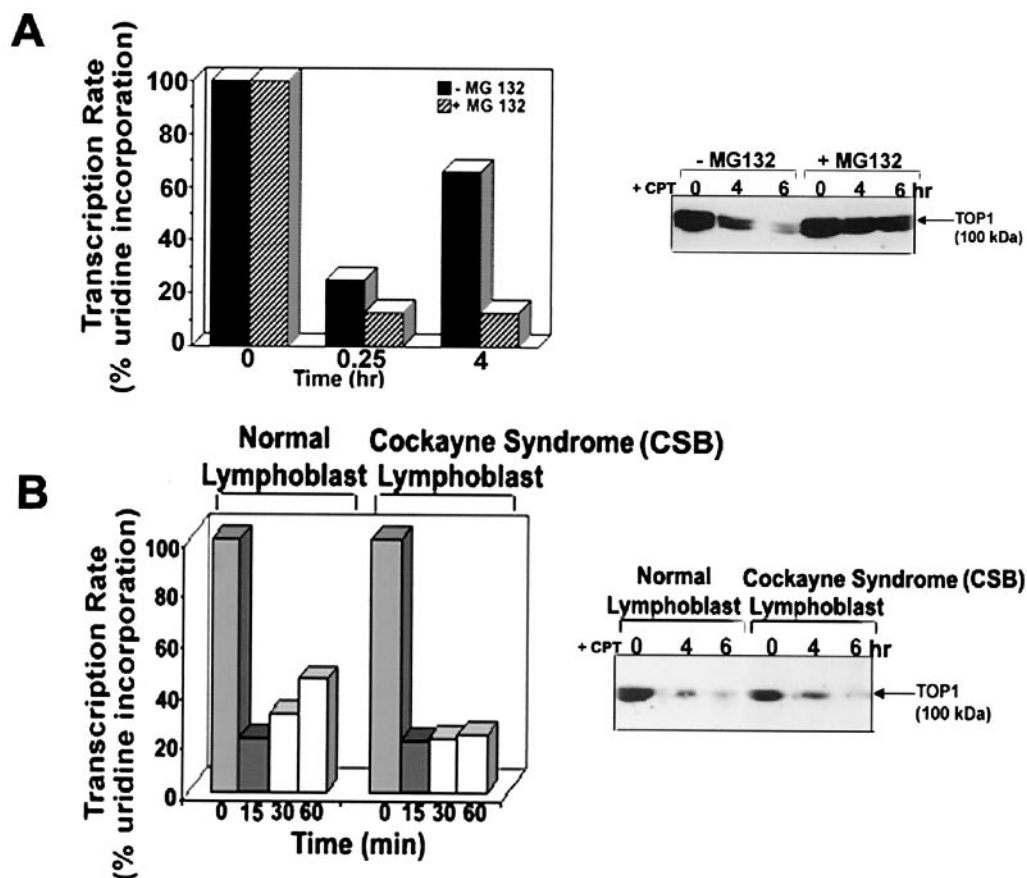 A
Transcription Rate
(% uridine incorporation)
100
80
60
40
20
0
- MG 132
+ MG 132
0 0.25 4
Time (hr)
- MG132 + MG132
+ CPT 0 4 6 0 4 6 hr
TOP1
(100 kDa)
B
Normal Lymphoblast
Cockayne Syndrome (CSB) Lymphoblast
Transcription Rate
(% uridine incorporation)
100
80
60
40
20
0
0 15 30 60 0 15 30 60
Time (min)
Normal Lymphoblast
Cockayne Syndrome (CSB) Lymphoblast
+ CPT 0 4 6 0 4 6 hr
TOP1
(100 kDa)